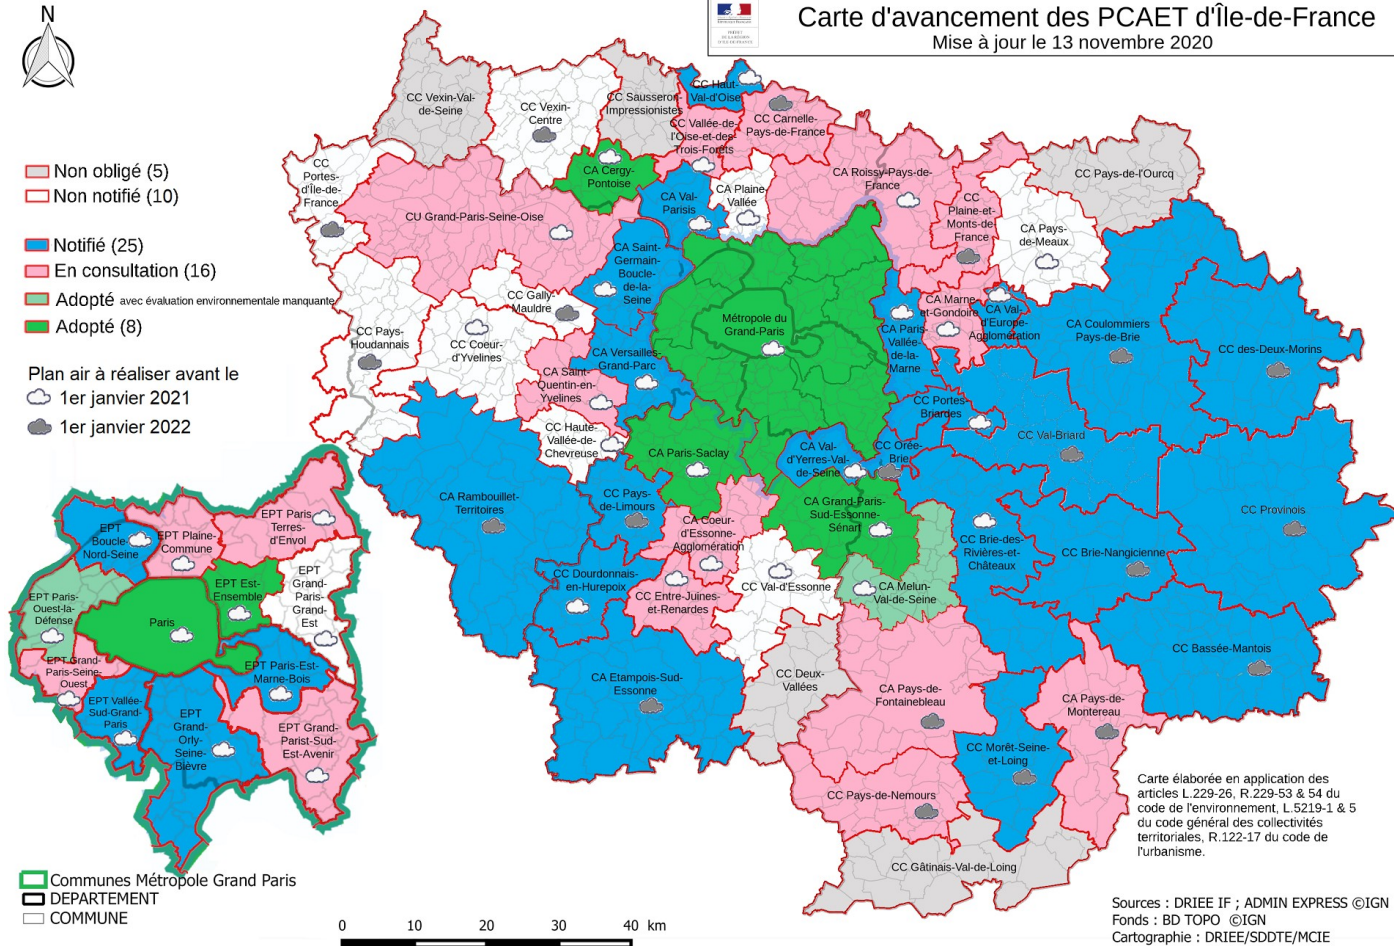 N
PRÉFET
DE LA RÉGION
D'ÎLE-DE-FRANCE
Carte d'avancement des PCAET d'Île-de-France
Mise à jour le 13 novembre 2020
Non obligé (5)
Non notifié (10)
Notifié (25)
En consultation (16)
Adopté avec évaluation environnementale manquante
Adopté (8)
Plan air à réaliser avant le
1er janvier 2021
1er janvier 2022
CC Vexin-Val-
de-Seine
CC Vexin-
Centre
CC Sausseron-
Impressionistes
CC Haut-
Val-d'Oise
CC Vallée-de-
l'Oise-et-des-
Trois-Forêts
CC Carnelle-
Pays-de-France
CC
Portes-
d'Île-de-
France
CA Cergy-
Pontoise
CU Grand-Paris-Seine-Oise
CA Val-
Parisis
CA Plaine-
Vallée
CA Roissy-Pays-de-
France
CC
Plaine-et-
Monts-de-
France
CC Pays-de-l'Ourcq
CA Pays-
de-Meaux
CA Saint-
Germain-
Boucle-
de-la-
Seine
CC Gally-
Mauldre
CC Pays-
Houdannais
CC Coeur-
d'Yvelines
Métropole du
Grand-Paris
CA Paris-
Vallée-
de-la-
Marne
CA Marne-
et-Gondoire
CA Val-
d'Europe-
Agglomération
CA Coulommiers
Pays-de-Brie
CC des-Deux-Morins
CA Versailles-
Grand-Parc
CA Saint-
Quentin-en-
Yvelines
CC Haute-
Vallée-de-
Chevreuse
CA Paris-Saclay
CA Val-
d'Yerres-Val-
de-Seine
CC Orée-
Brie
CC Portes-
Briardes
CC Val-Briard
CA Rambouillet-
Territoires
CC Pays-
de-Limours
CA Grand-Paris-
Sud-Essonne-
Sénart
CA Coeur-
d'Essonne-
Agglomération
CC Brie-des-
Rivières-et-
Châteaux
CC Brie-Nangicienne
CC Provinois
CC Dourdonnais-
en-Hurepoix
CC Entre-Juines-
et-Renardes
CC Val-d'Essonne
CA Melun-
Val-de-Seine
CC Bassée-Mantois
CA Etampois-Sud-
Essonne
CC Deux-
Vallées
CA Pays-de-
Fontainebleau
CA Pays-de-
Montereau
CC Morêt-Seine-
et-Loing
CC Pays-de-Nemours
CC Gâtinais-Val-de-Loing
EPT
Boucle-
Nord-Seine
EPT Plaine-
Commune
EPT Paris-
Terres-
d'Envol
EPT Paris-
Ouest-la-
Défense
Paris
EPT Est-
Ensemble
EPT
Grand-
Paris-
Grand-
Est
EPT Grand-
Paris-Seine-
Ouest
EPT Vallée-
Sud-Grand-
Paris
EPT
Grand-
Orly-
Seine-
Bièvre
EPT Paris-Est-
Marne-Bois
EPT Grand-
Parist-Sud-
Est-Avenir
Communes Métropole Grand Paris
DEPARTEMENT
COMMUNE
0 10 20 30 40 km
Carte élaborée en application des
articles L.229-26, R.229-53 & 54 du
code de l'environnement, L.5219-1 & 5
du code général des collectivités
territoriales, R.122-17 du code de
l'urbanisme.
Sources : DRIEE IF ; ADMIN EXPRESS ©IGN
Fonds : BD TOPO ©IGN
Cartographie : DRIEE/SDDTE/MCIE